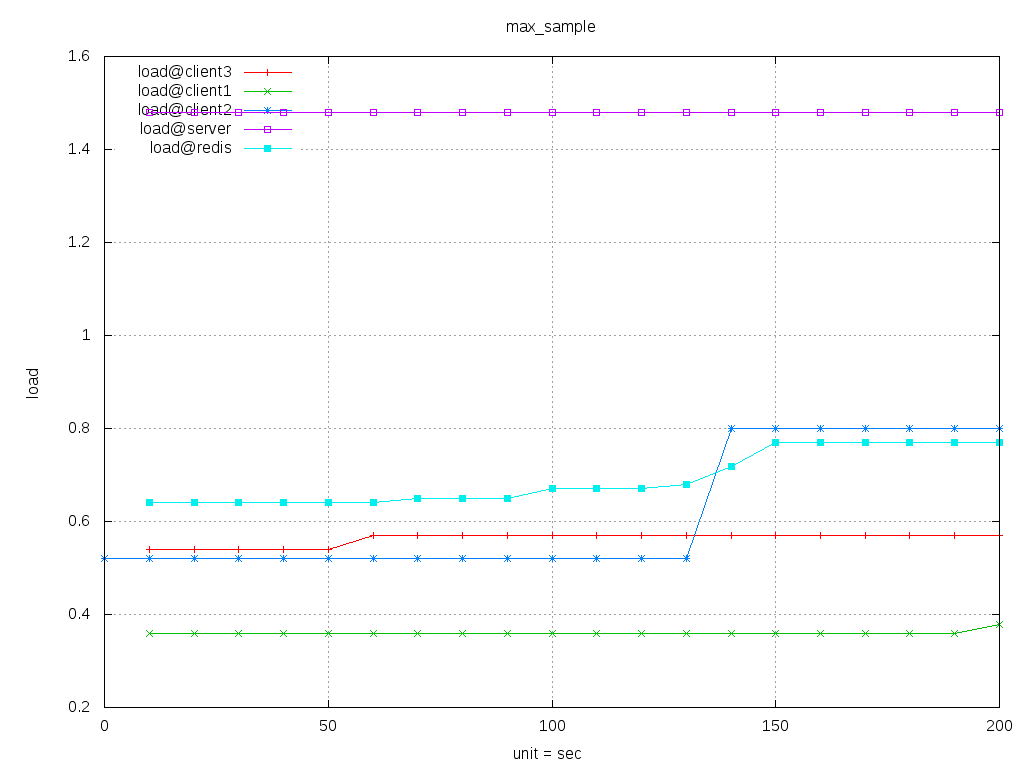 max_sample
1.6
1.4
1.2
1
0.8
0.6
0.4
0.2
load
load@client3
load@client1
load@client2
load@server
load@redis
0 50 100 150 200
unit = sec